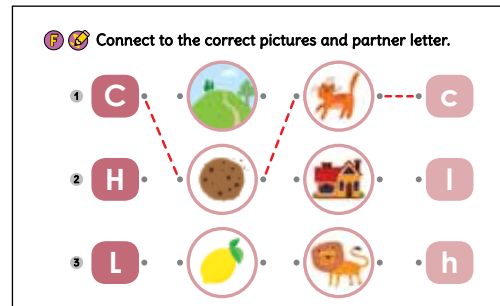 F Connect to the correct pictures and partner letter.
1 C c
2 H l
3 L h